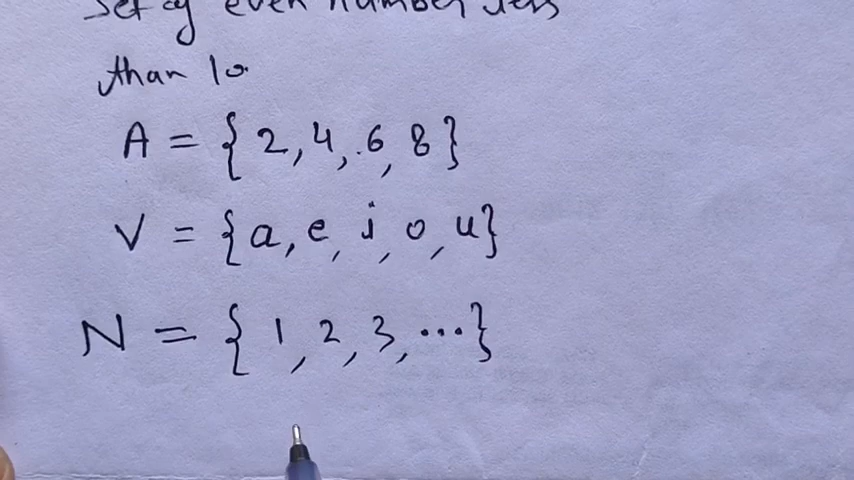 Set of even number less
than 10
A = { 2, 4, 6, 8 }
V = { a, e, i, o, u }
N = { 1, 2, 3, ... }